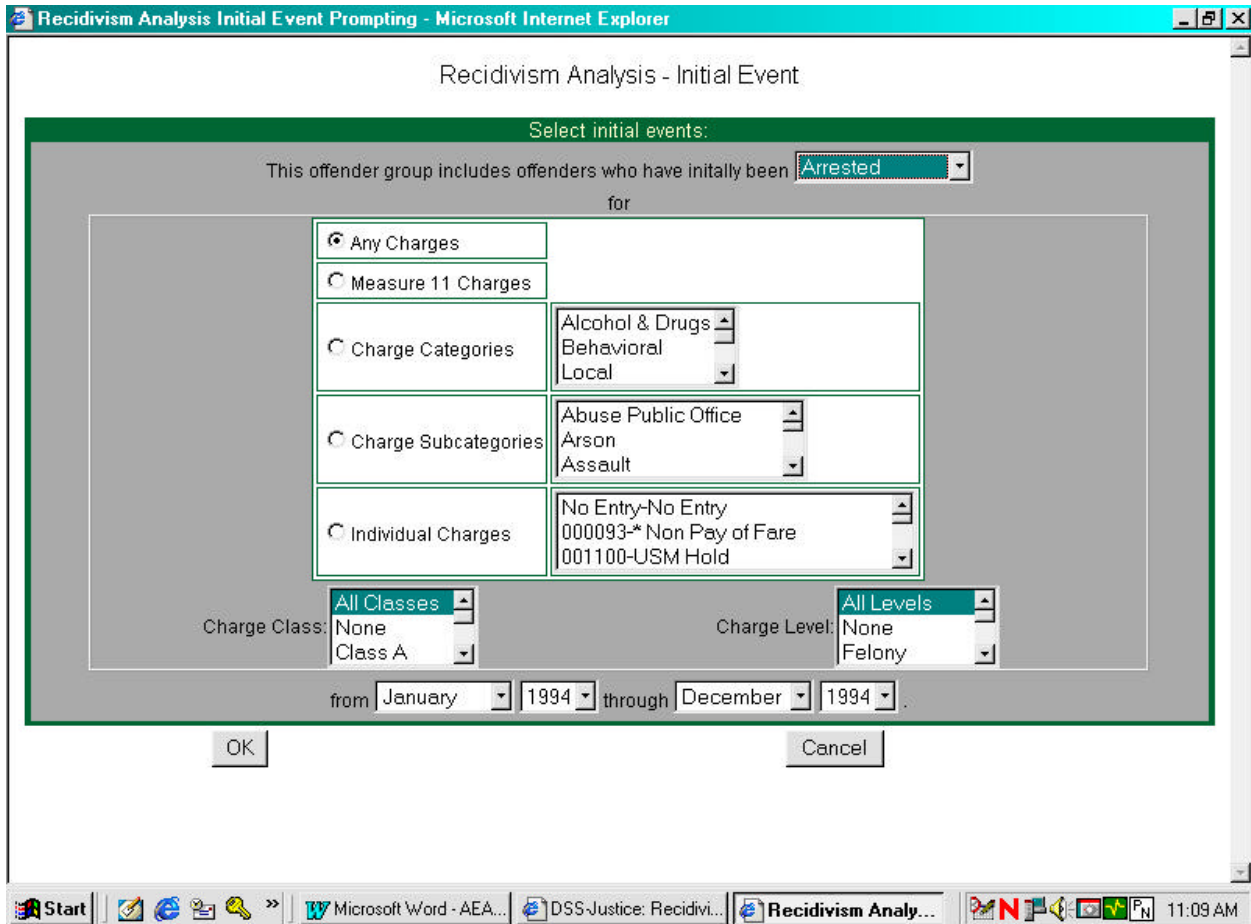 Recidivism Analysis Initial Event Prompting - Microsoft Internet Explorer
Recidivism Analysis - Initial Event
Select initial events:
This offender group includes offenders who have initally been Arrested
for
Any Charges
Measure 11 Charges
Charge Categories
Alcohol & Drugs
Behavioral
Local
Charge Subcategories
Abuse Public Office
Arson
Assault
Individual Charges
No Entry-No Entry
000093-* Non Pay of Fare
001100-USM Hold
Charge Class:
All Classes
None
Class A
Charge Level:
All Levels
None
Felony
from January 1994 through December 1994 .
OK Cancel
Start » Microsoft Word - AEA... DSS-Justice: Recidivi... Recidivism Analy... N PN 11:09 AM